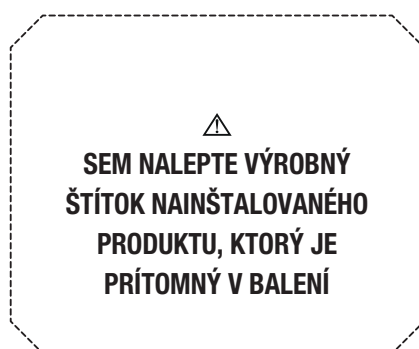 SEM NALEPTE VÝROBNÝ
ŠTÍTOK NAINŠTALOVANÉHO
PRODUKTU, KTORÝ JE
PRÍTOMNÝ V BALENÍ